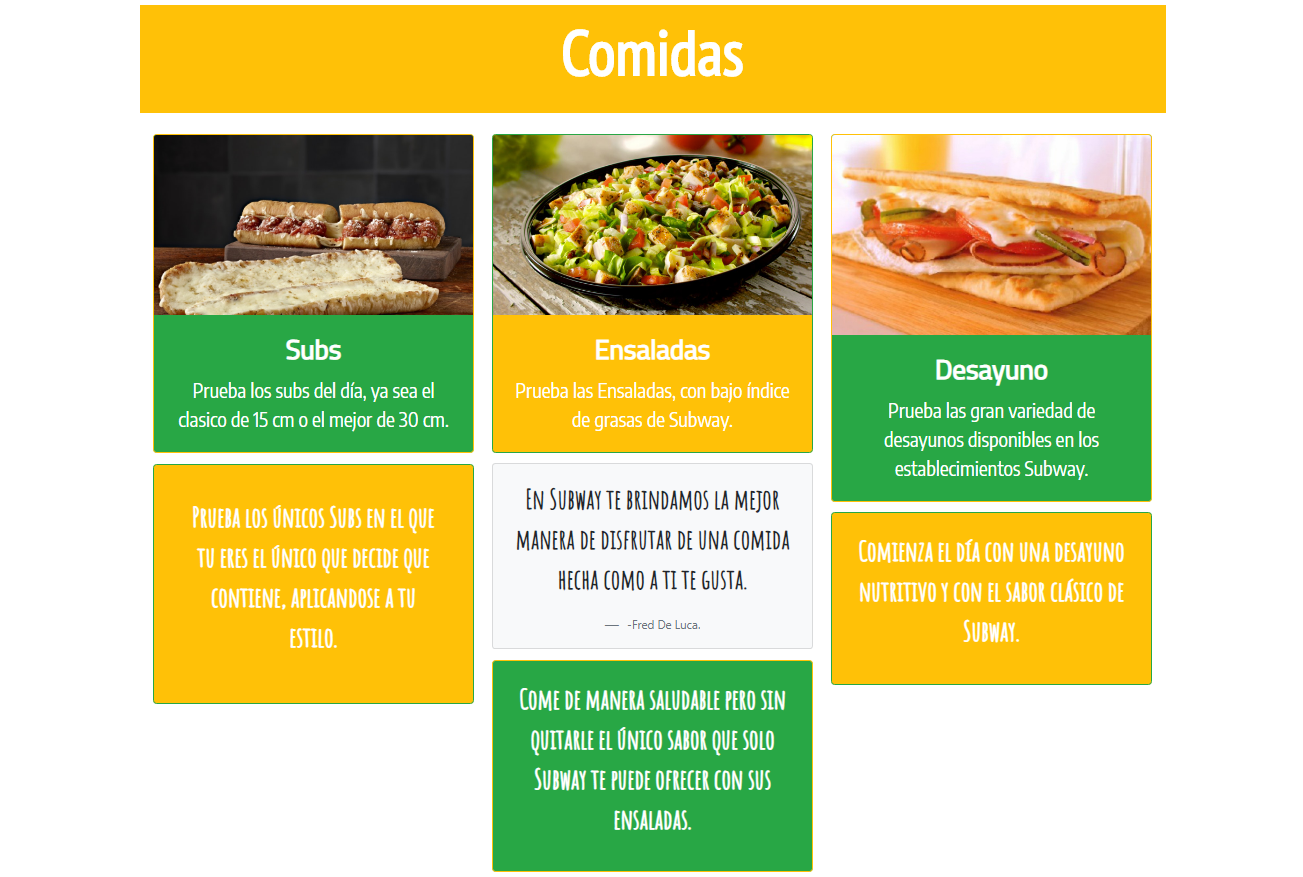 Comidas
Subs
Prueba los subs del día, ya sea el
clasico de 15 cm o el mejor de 30 cm.
Prueba los únicos Subs en el que
tu eres el único que decide que
contiene, aplicandose a tu
estilo.
Ensaladas
Prueba las Ensaladas, con bajo índice
de grasas de Subway.
En Subway te brindamos la mejor
manera de disfrutar de una comida
hecha como a ti te gusta.
— -Fred De Luca.
Come de manera saludable pero sin
quitarle el único sabor que solo
Subway te puede ofrecer con sus
ensaladas.
Desayuno
Prueba las gran variedad de
desayunos disponibles en los
establecimientos Subway.
Comienza el día con una desayuno
nutritivo y con el sabor clásico de
Subway.